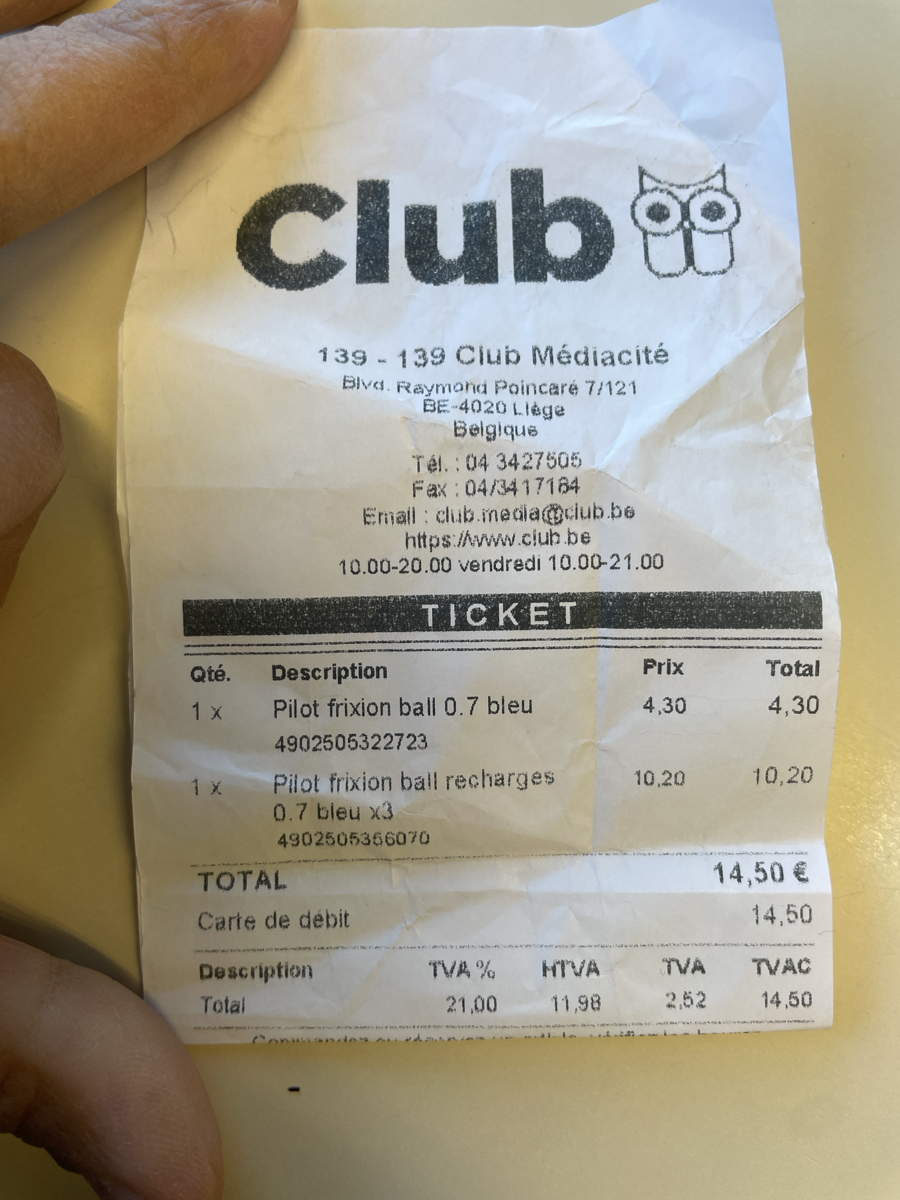 Club
139 - 139 Club Médiacité
Blvd. Raymond Poincaré 7/121
BE-4020 Liège
Belgique
Tél. : 04 3427505
Fax : 04/3417184
Email : club.media@club.be
https://www.club.be
10.00-20.00 vendredi 10.00-21.00
TICKET
Qté. Description Prix Total
1 x Pilot frixion ball 0.7 bleu 4,30 4,30
4902505322723
1 x Pilot frixion ball recharges 10,20 10,20
0.7 bleu x3
4902505356070
TOTAL 14,50 €
Carte de débit 14,50
Description TVA % HTVA TVA TVAC
Total 21,00 11,98 2,52 14,50
Commandez ou réservez